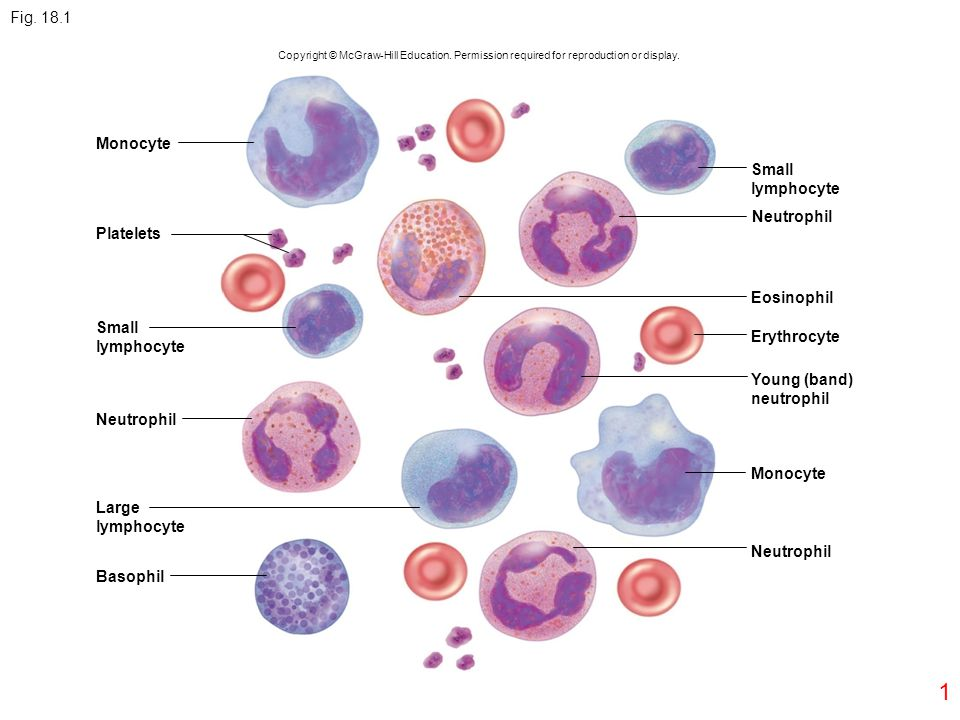 Fig. 18.1
Copyright © McGraw-Hill Education. Permission required for reproduction or display.
Monocyte
Platelets
Small
lymphocyte
Neutrophil
Large
lymphocyte
Basophil
Small
lymphocyte
Neutrophil
Eosinophil
Erythrocyte
Young (band)
neutrophil
Monocyte
Neutrophil
1